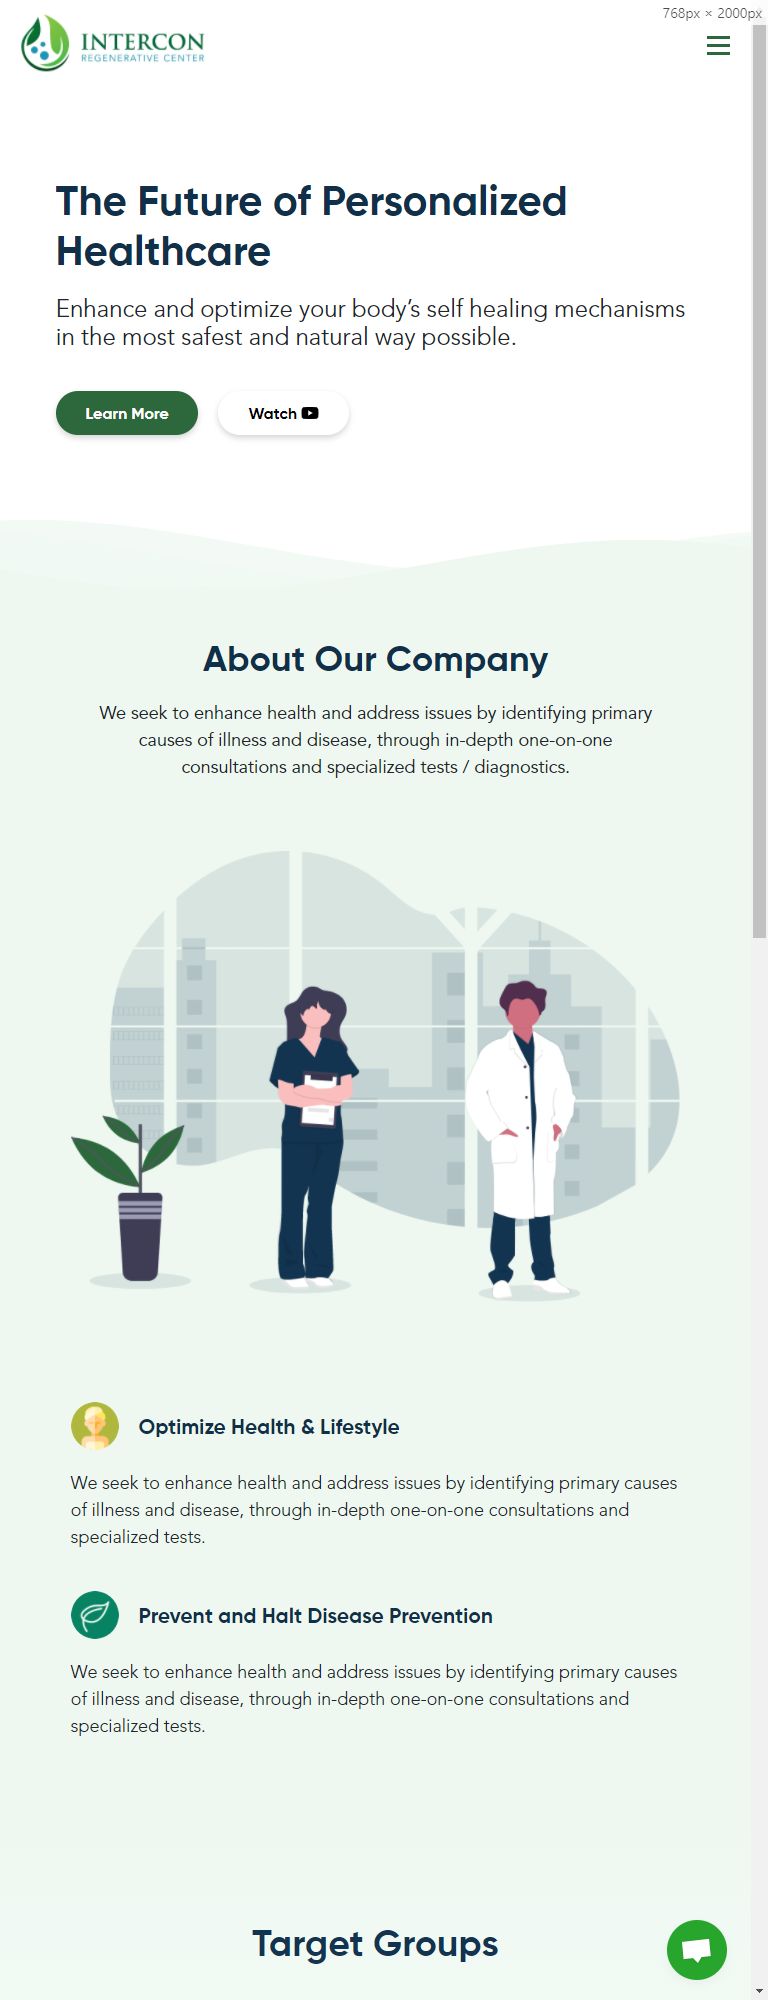 768px × 2000px
INTERCON
REGENERATIVE CENTER
The Future of Personalized
Healthcare
Enhance and optimize your body’s self healing mechanisms
in the most safest and natural way possible.
Learn More
Watch
About Our Company
We seek to enhance health and address issues by identifying primary
causes of illness and disease, through in-depth one-on-one
consultations and specialized tests / diagnostics.
Optimize Health & Lifestyle
We seek to enhance health and address issues by identifying primary causes
of illness and disease, through in-depth one-on-one consultations and
specialized tests.
Prevent and Halt Disease Prevention
We seek to enhance health and address issues by identifying primary causes
of illness and disease, through in-depth one-on-one consultations and
specialized tests.
Target Groups